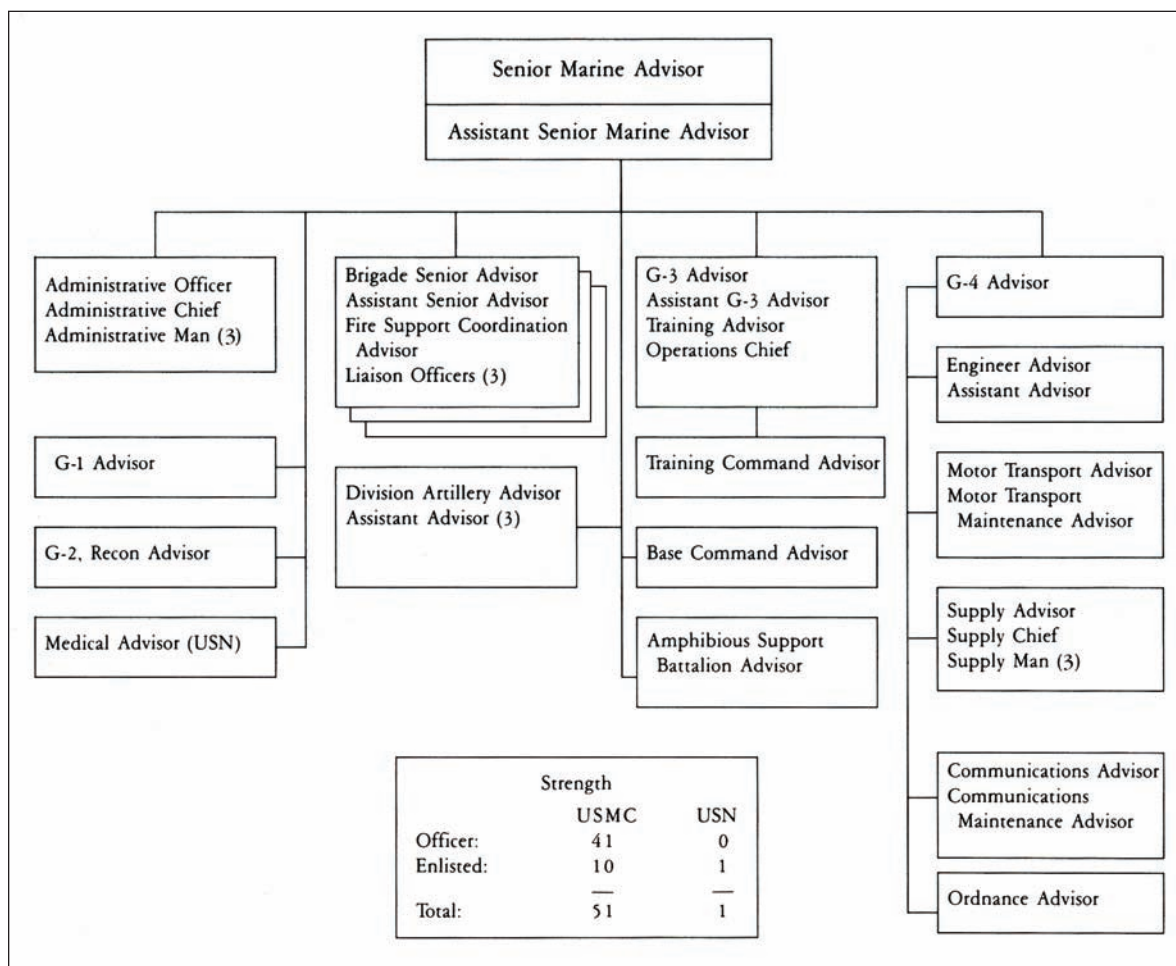 Senior Marine Advisor
Assistant Senior Marine Advisor
Administrative Officer
Administrative Chief
Administrative Man (3)
G-1 Advisor
G-2, Recon Advisor
Medical Advisor (USN)
Brigade Senior Advisor
Assistant Senior Advisor
Fire Support Coordination
Advisor
Liaison Officers (3)
Division Artillery Advisor
Assistant Advisor (3)
G-3 Advisor
Assistant G-3 Advisor
Training Advisor
Operations Chief
Training Command Advisor
Base Command Advisor
Amphibious Support
Battalion Advisor
G-4 Advisor
Engineer Advisor
Assistant Advisor
Motor Transport Advisor
Motor Transport
Maintenance Advisor
Supply Advisor
Supply Chief
Supply Man (3)
Communications Advisor
Communications
Maintenance Advisor
Ordnance Advisor
Strength
USMC USN
Officer: 41 0
Enlisted: 10 1
Total: 51 1